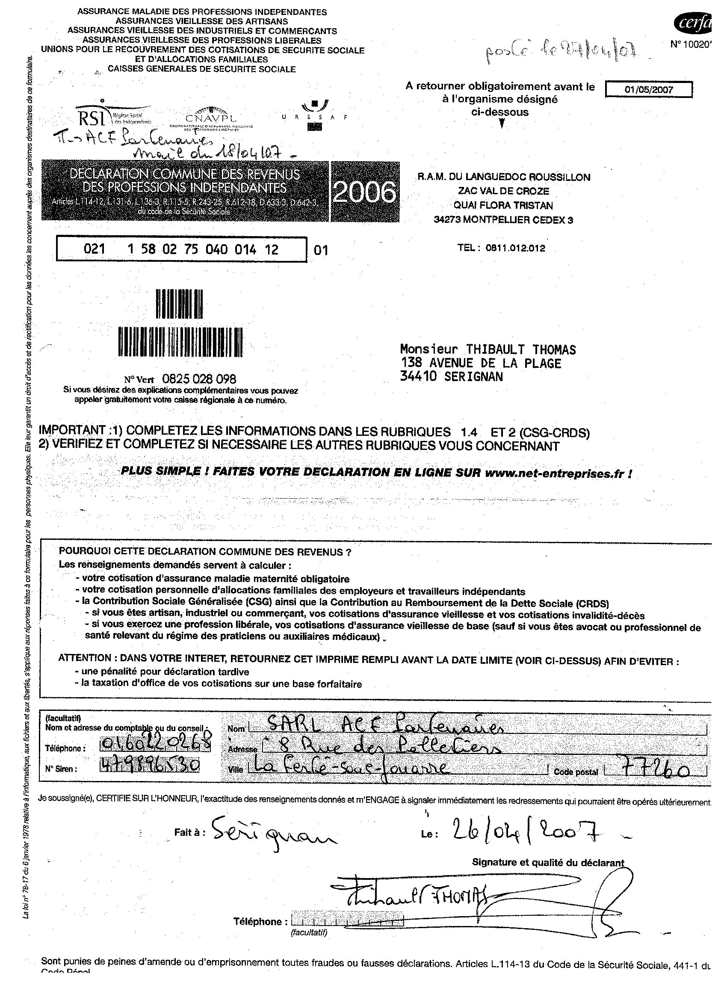 ASSURANCE MALADIE DES PROFESSIONS INDEPENDANTES
ASSURANCES VIEILLESSE DES ARTISANS
ASSURANCES VIEILLESSE DES INDUSTRIELS ET COMMERCANTS
ASSURANCES VIEILLESSE DES PROFESSIONS LIBERALES
UNIONS POUR LE RECOUVREMENT DES COTISATIONS DE SECURITE SOCIALE
ET D'ALLOCATIONS FAMILIALES
CAISSES GENERALES DE SECURITE SOCIALE
cerfa
N° 10020*
posté le 27/04/07
A retourner obligatoirement avant le
01/05/2007
à l'organisme désigné
ci-dessous
RSI Régime Social
des Indépendants
CNAVPL
CAISSE NATIONALE D'ASSURANCE VIEILLESSE
DES PROFESSIONS LIBERALES
URSSAF
ACF Partenaires
mail du 18/04/07
DECLARATION COMMUNE DES REVENUS
DES PROFESSIONS INDEPENDANTES
Articles L.114-12, L.131-6, L.136-3, R.115-5, R.243-25, R.612-18, D.633-3, D.642-3,
du code de la Sécurité Sociale
2006
R.A.M. DU LANGUEDOC ROUSSILLON
ZAC VAL DE CROZE
QUAI FLORA TRISTAN
34273 MONTPELLIER CEDEX 3
021 1 58 02 75 040 014 12 01
TEL : 0811.012.012
Monsieur THIBAULT THOMAS
138 AVENUE DE LA PLAGE
34410 SERIGNAN
N° Vert 0825 028 098
Si vous désirez des explications complémentaires vous pouvez
appeler gratuitement votre caisse régionale à ce numéro.
IMPORTANT :1) COMPLETEZ LES INFORMATIONS DANS LES RUBRIQUES 1.4 ET 2 (CSG-CRDS)
2) VERIFIEZ ET COMPLETEZ SI NECESSAIRE LES AUTRES RUBRIQUES VOUS CONCERNANT
PLUS SIMPLE ! FAITES VOTRE DECLARATION EN LIGNE SUR www.net-entreprises.fr !
POURQUOI CETTE DECLARATION COMMUNE DES REVENUS ?
Les renseignements demandés servent à calculer :
- votre cotisation d'assurance maladie maternité obligatoire
- votre cotisation personnelle d'allocations familiales des employeurs et travailleurs indépendants
- la Contribution Sociale Généralisée (CSG) ainsi que la Contribution au Remboursement de la Dette Sociale (CRDS)
- si vous êtes artisan, industriel ou commerçant, vos cotisations d'assurance vieillesse et vos cotisations invalidité-décès
- si vous exercez une profession libérale, vos cotisations d'assurance vieillesse de base (sauf si vous êtes avocat ou professionnel de
santé relevant du régime des praticiens ou auxiliaires médicaux)
ATTENTION : DANS VOTRE INTERET, RETOURNEZ CET IMPRIME REMPLI AVANT LA DATE LIMITE (VOIR CI-DESSUS) AFIN D'EVITER :
- une pénalité pour déclaration tardive
- la taxation d'office de vos cotisations sur une base forfaitaire
(facultatif)
Nom et adresse du comptable ou du conseil :
Nom SARL ACF Partenaires
Téléphone : 0160220268
Adresse 8 Rue des Pelletiers
N° Siren : 479896530
Ville La Ferté-sous-Jouarre
Code postal 77260
Je soussigné(e), CERTIFIE SUR L'HONNEUR, l'exactitude des renseignements donnés et m'ENGAGE à signaler immédiatement les redressements qui pourraient être opérés ultérieurement.
Fait à : Sérignan
Le : 26/04/2007
Signature et qualité du déclarant
Thibault THOMAS
Téléphone :
(facultatif)
Sont punies de peines d'amende ou d'emprisonnement toutes fraudes ou fausses déclarations. Articles L.114-13 du Code de la Sécurité Sociale, 441-1 du
Code Pénal
La loi n° 78-17 du 6 janvier 1978 relative à l'informatique, aux fichiers et aux libertés, s'applique aux réponses faites à ce formulaire pour les personnes physiques. Elle leur garantit un droit d'accès et de rectification pour les données les concernant auprès des organismes destinataires de ce formulaire.